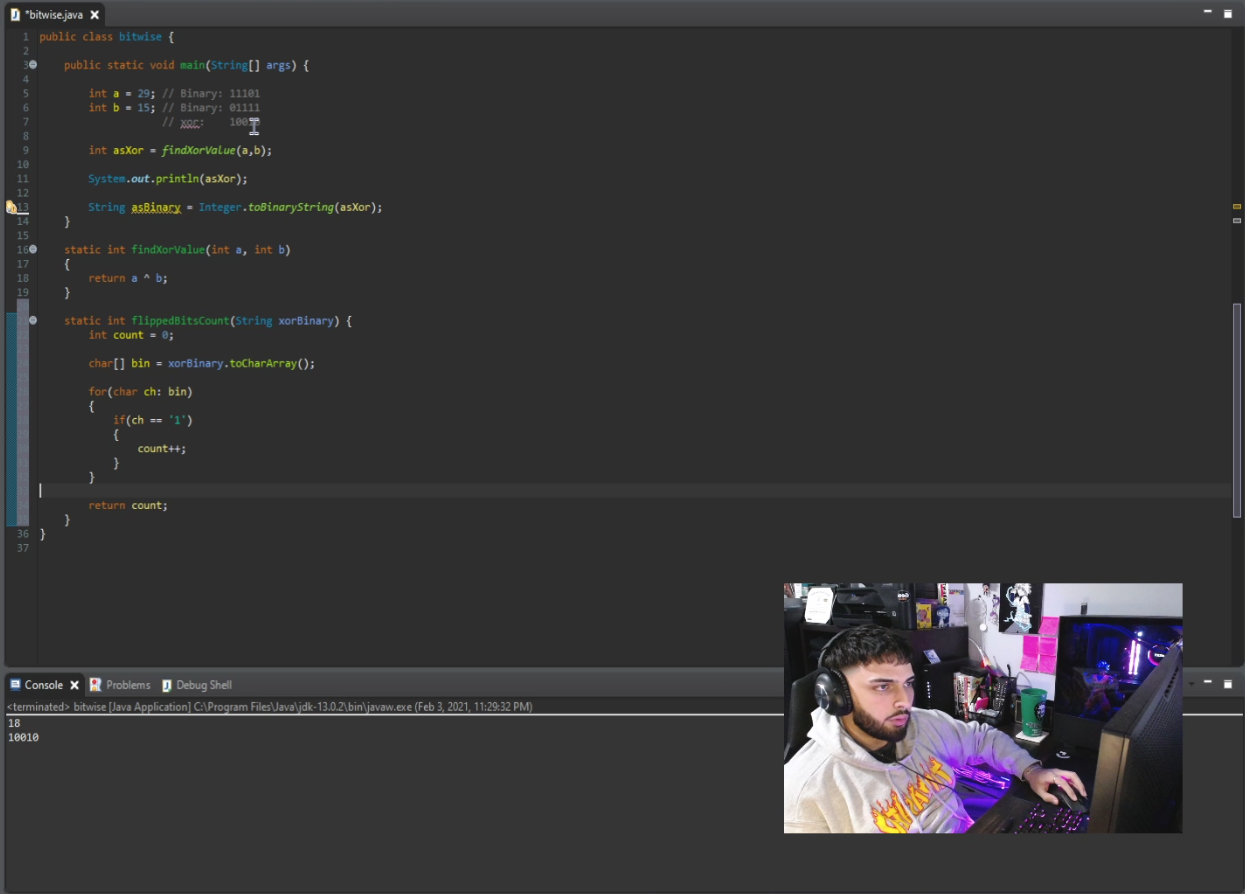 *bitwise.java
1 public class bitwise {
2
3 public static void main(String[] args) {
4
5 int a = 29; // Binary: 11101
6 int b = 15; // Binary: 01111
7 // xor: 100
8
9 int asXor = findXorValue(a,b);
10
11 System.out.println(asXor);
12
13 String asBinary = Integer.toBinaryString(asXor);
14 }
15
16 static int findXorValue(int a, int b)
17 {
18 return a ^ b;
19 }
static int flippedBitsCount(String xorBinary) {
int count = 0;
char[] bin = xorBinary.toCharArray();
for(char ch: bin)
{
if(ch == '1')
{
count++;
}
}
return count;
}
36 }
37
Console Problems Debug Shell
<terminated> bitwise [Java Application] C:\Program Files\Java\jdk-13.0.2\bin\javaw.exe (Feb 3, 2021, 11:29:32 PM)
18
10010